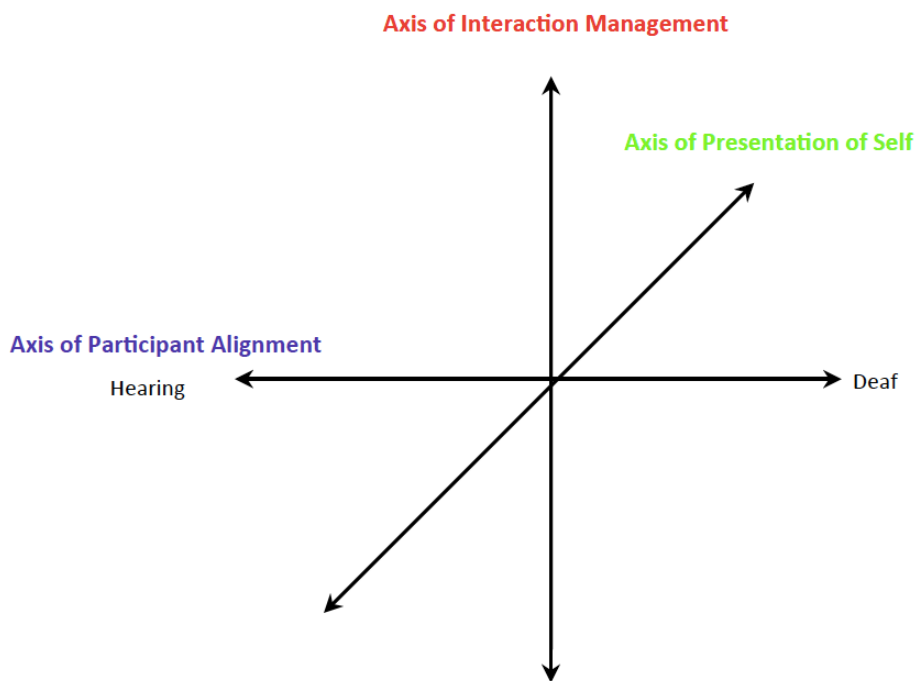 Axis of Interaction Management
Axis of Presentation of Self
Axis of Participant Alignment
Hearing
Deaf